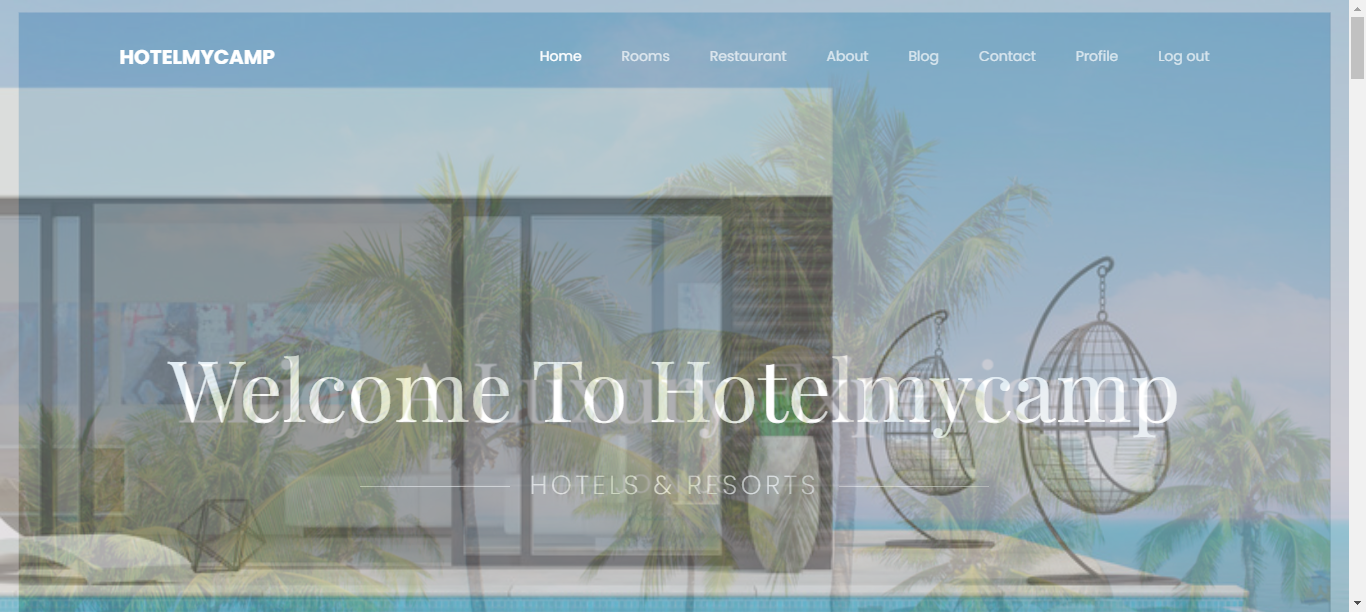 HOTELMYCAMP
Home Rooms Restaurant About Blog Contact Profile Log out
Welcome To Hotelmycamp
HOTELS & RESORTS